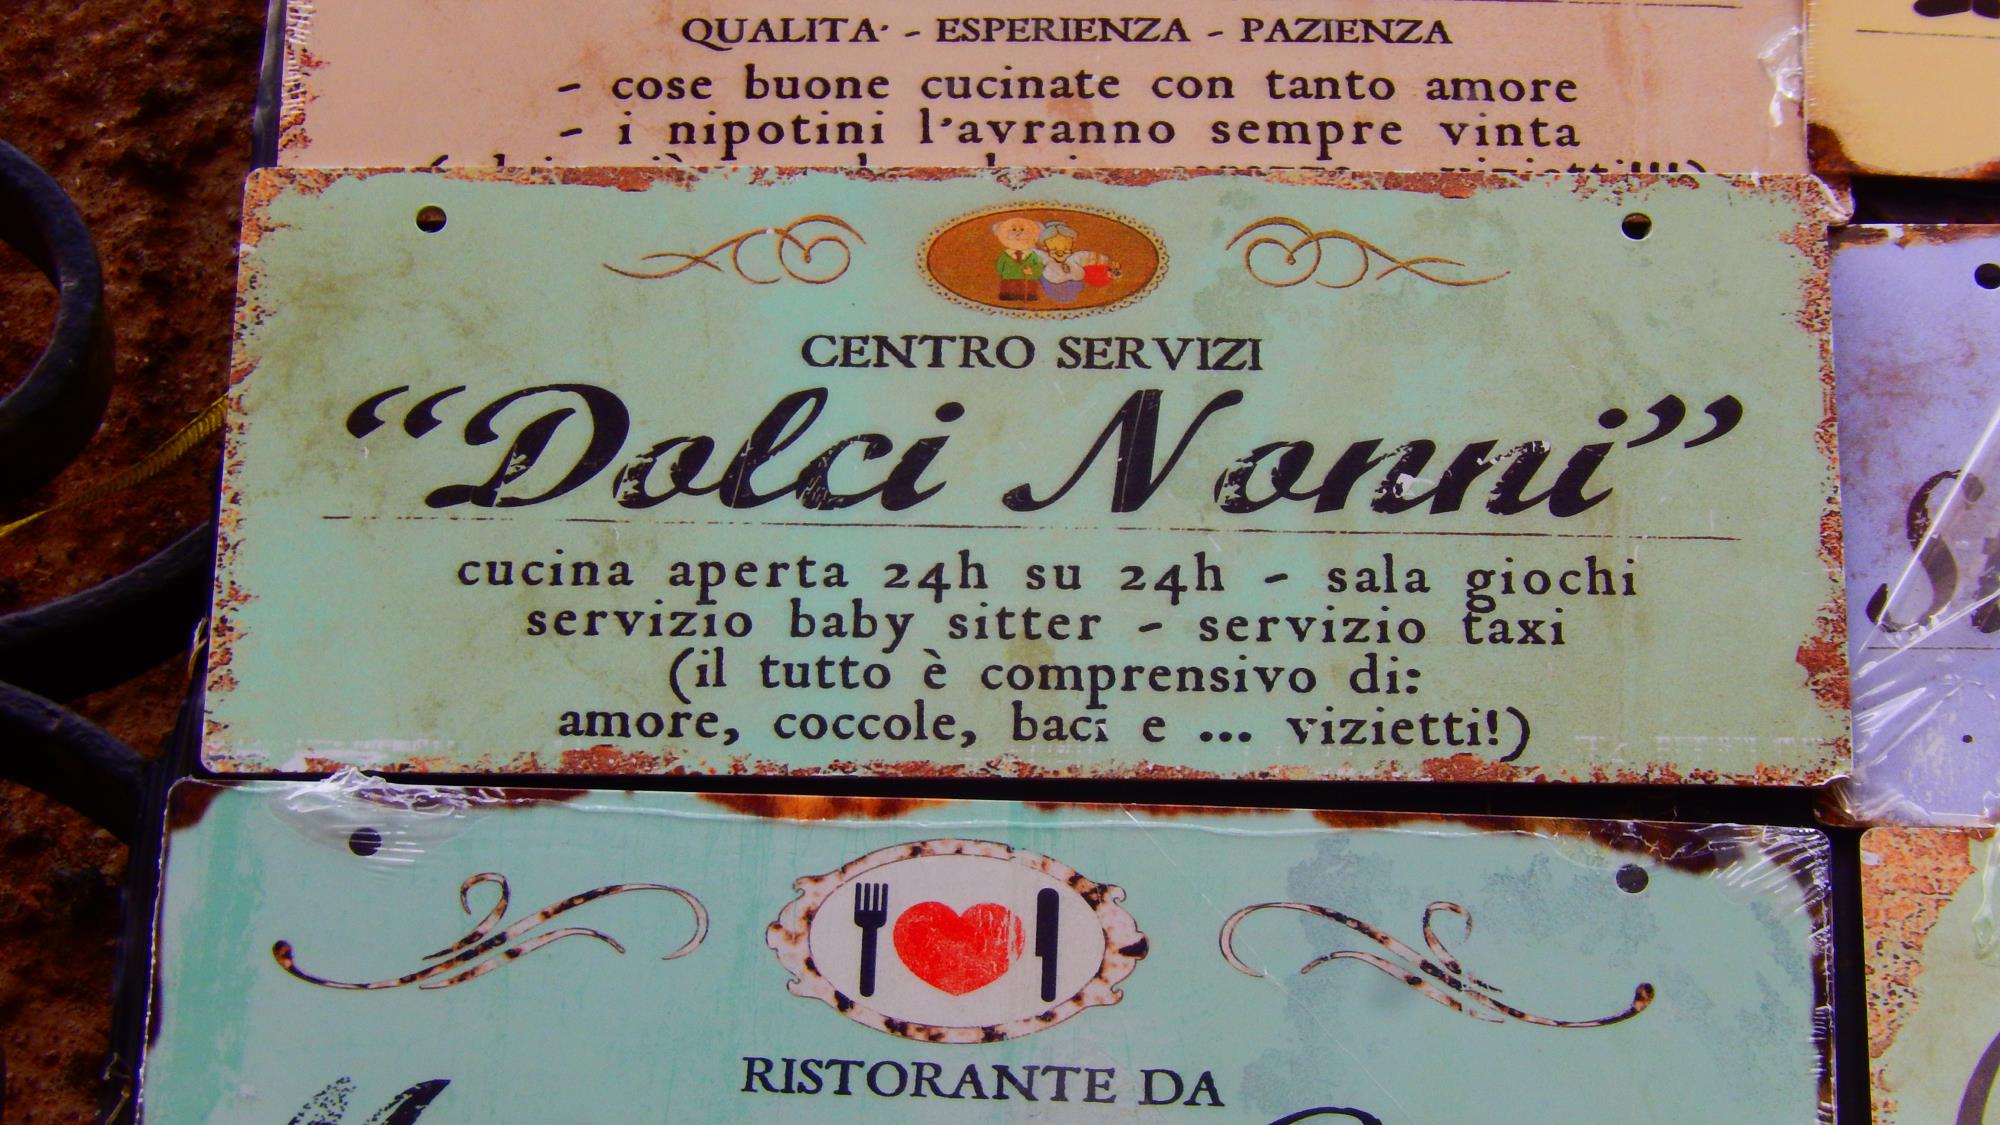 QUALITA' - ESPERIENZA - PAZIENZA
- cose buone cucinate con tanto amore
- i nipotini l'avranno sempre vinta
vizietti!!!)
CENTRO SERVIZI
“Dolci Nonni”
cucina aperta 24h su 24h - sala giochi
servizio baby sitter - servizio taxi
(il tutto è comprensivo di:
amore, coccole, baci e ... vizietti!)
RISTORANTE DA